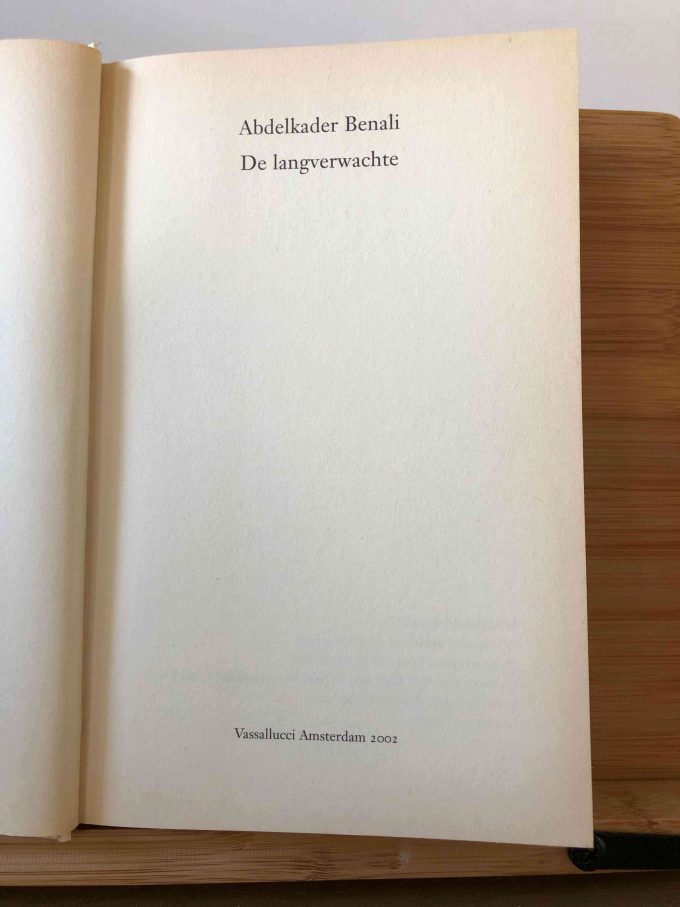 Abdelkader Benali
De langverwachte
Vassallucci Amsterdam 2002